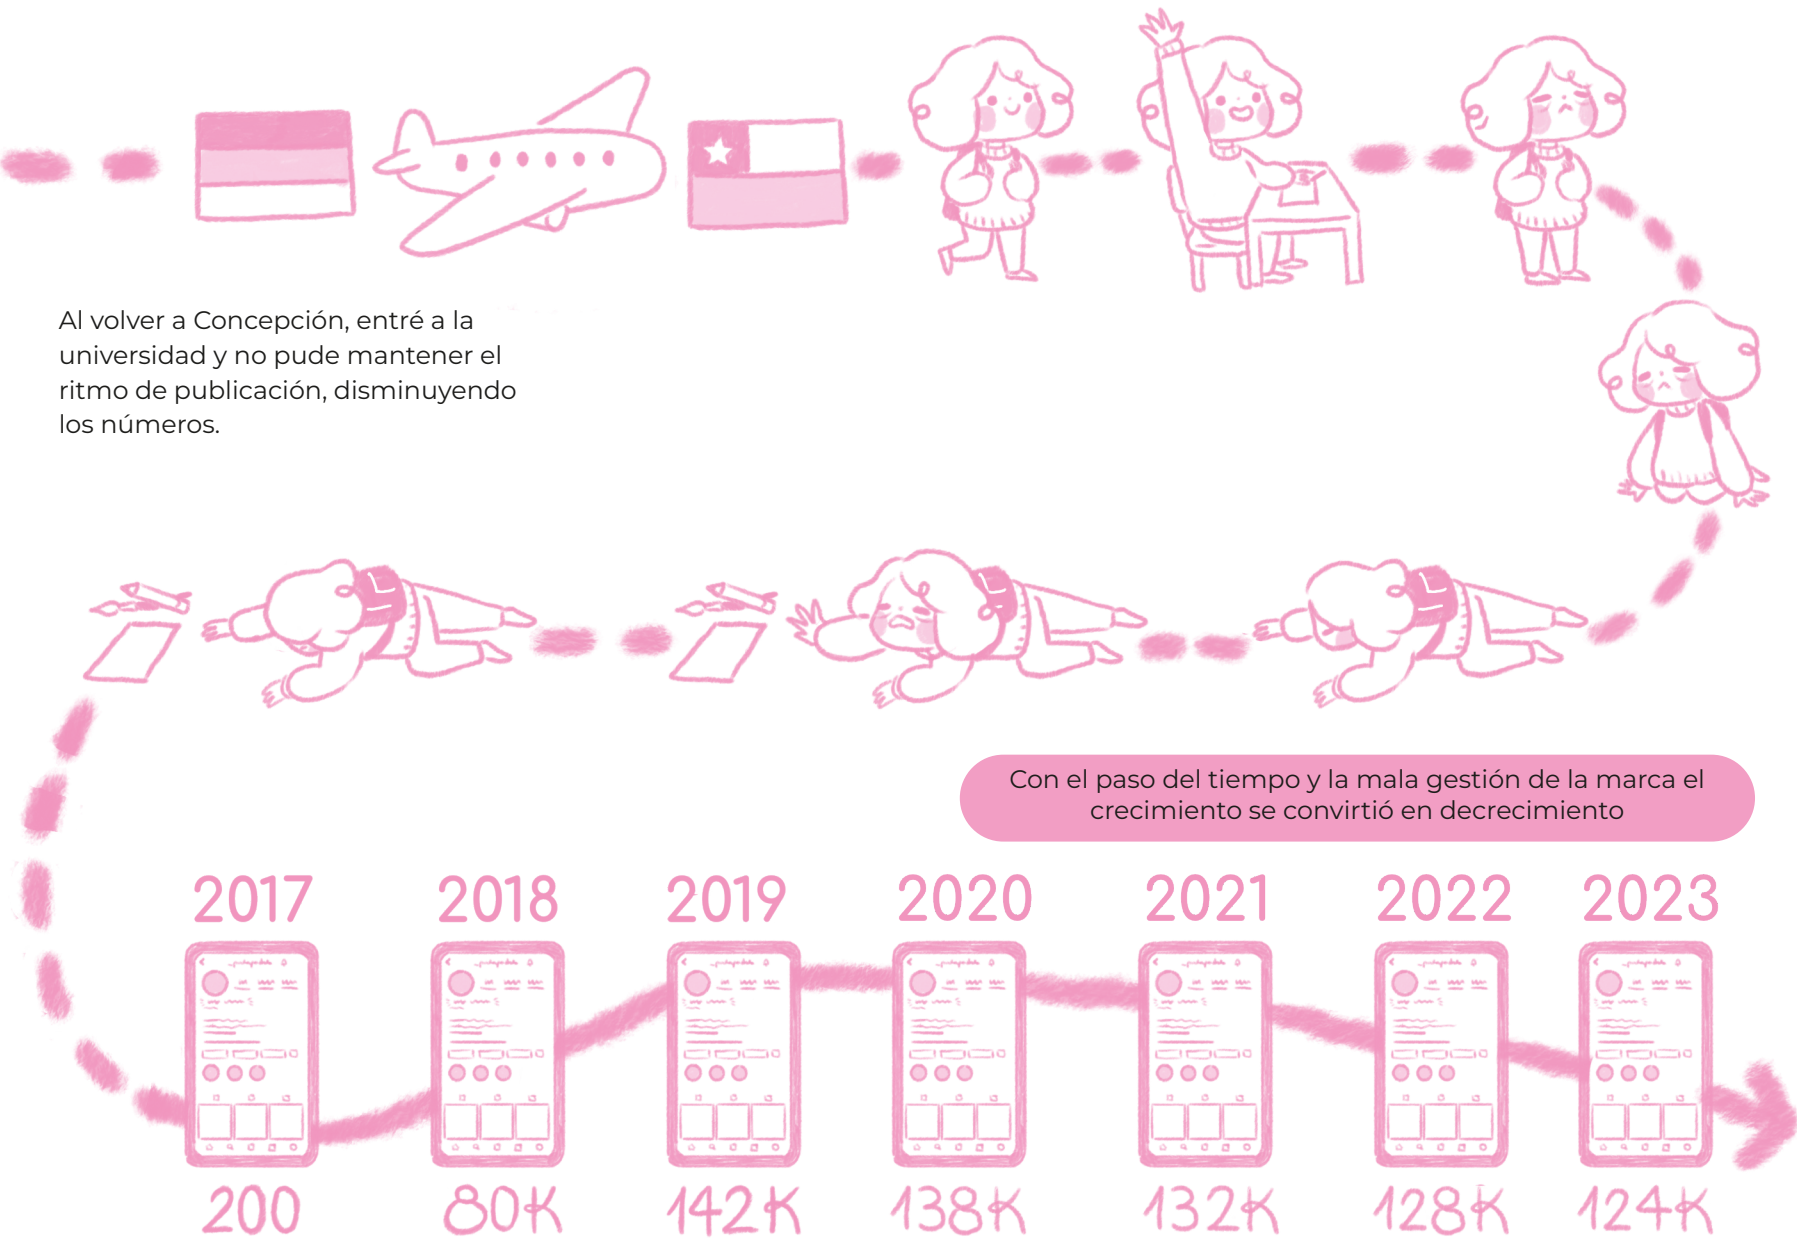 Al volver a Concepción, entré a la
universidad y no pude mantener el
ritmo de publicación, disminuyendo
los números.
Con el paso del tiempo y la mala gestión de la marca el
crecimiento se convirtió en decrecimiento
2017 2018 2019 2020 2021 2022 2023
200 80K 142K 138K 132K 128K 124K